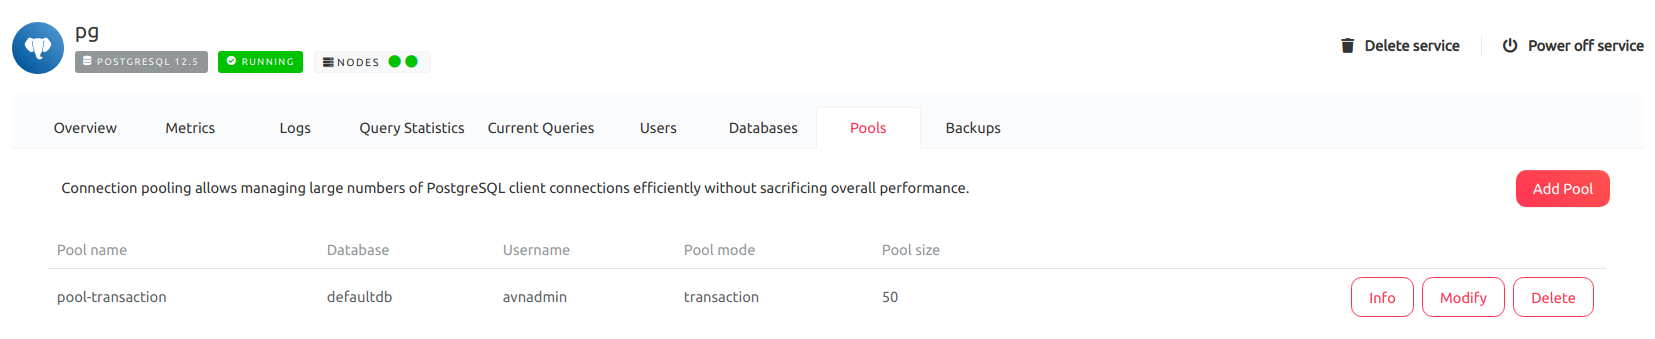 pg
POSTGRESQL 12.5 RUNNING NODES
Delete service Power off service
Overview Metrics Logs Query Statistics Current Queries Users Databases Pools Backups
Connection pooling allows managing large numbers of PostgreSQL client connections efficiently without sacrificing overall performance.
Add Pool
Pool name Database Username Pool mode Pool size
pool-transaction defaultdb avnadmin transaction 50 Info Modify Delete